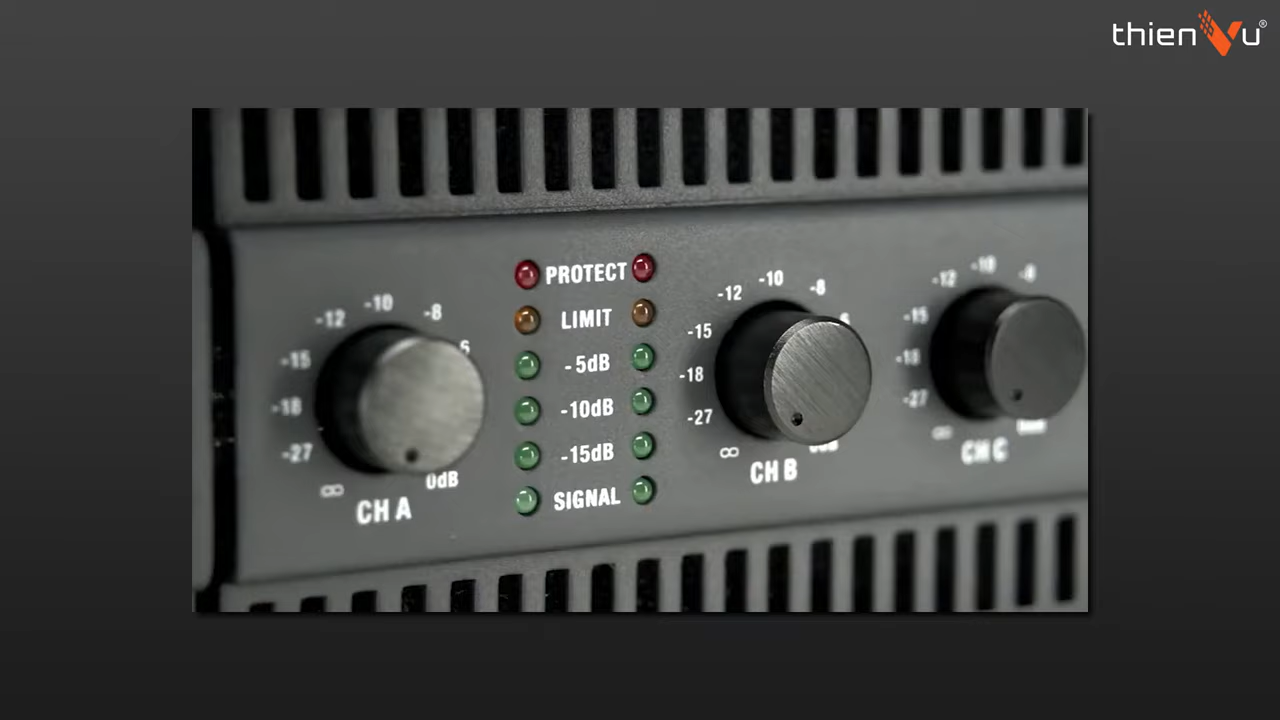 thienVu®
PROTECT
LIMIT
-5dB
-10dB
-15dB
SIGNAL
-12 -10 -8
-15
-18
-27
∞ 0dB
CH A
-12 -10 -8
-15
-18
-27
∞
CH B
-12 -10 -8
-15
-18
-27
∞
CH C